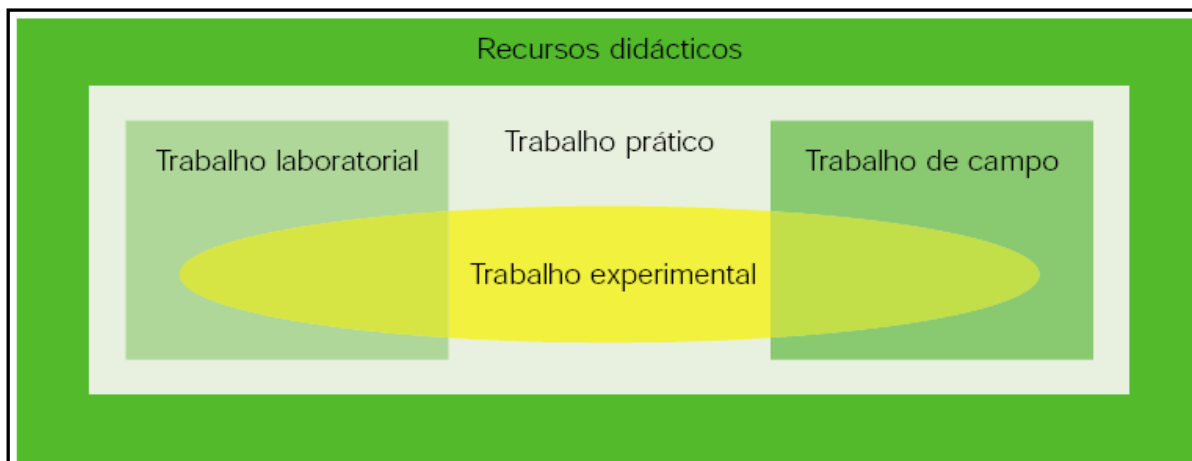 Recursos didácticos
Trabalho prático
Trabalho laboratorial
Trabalho de campo
Trabalho experimental